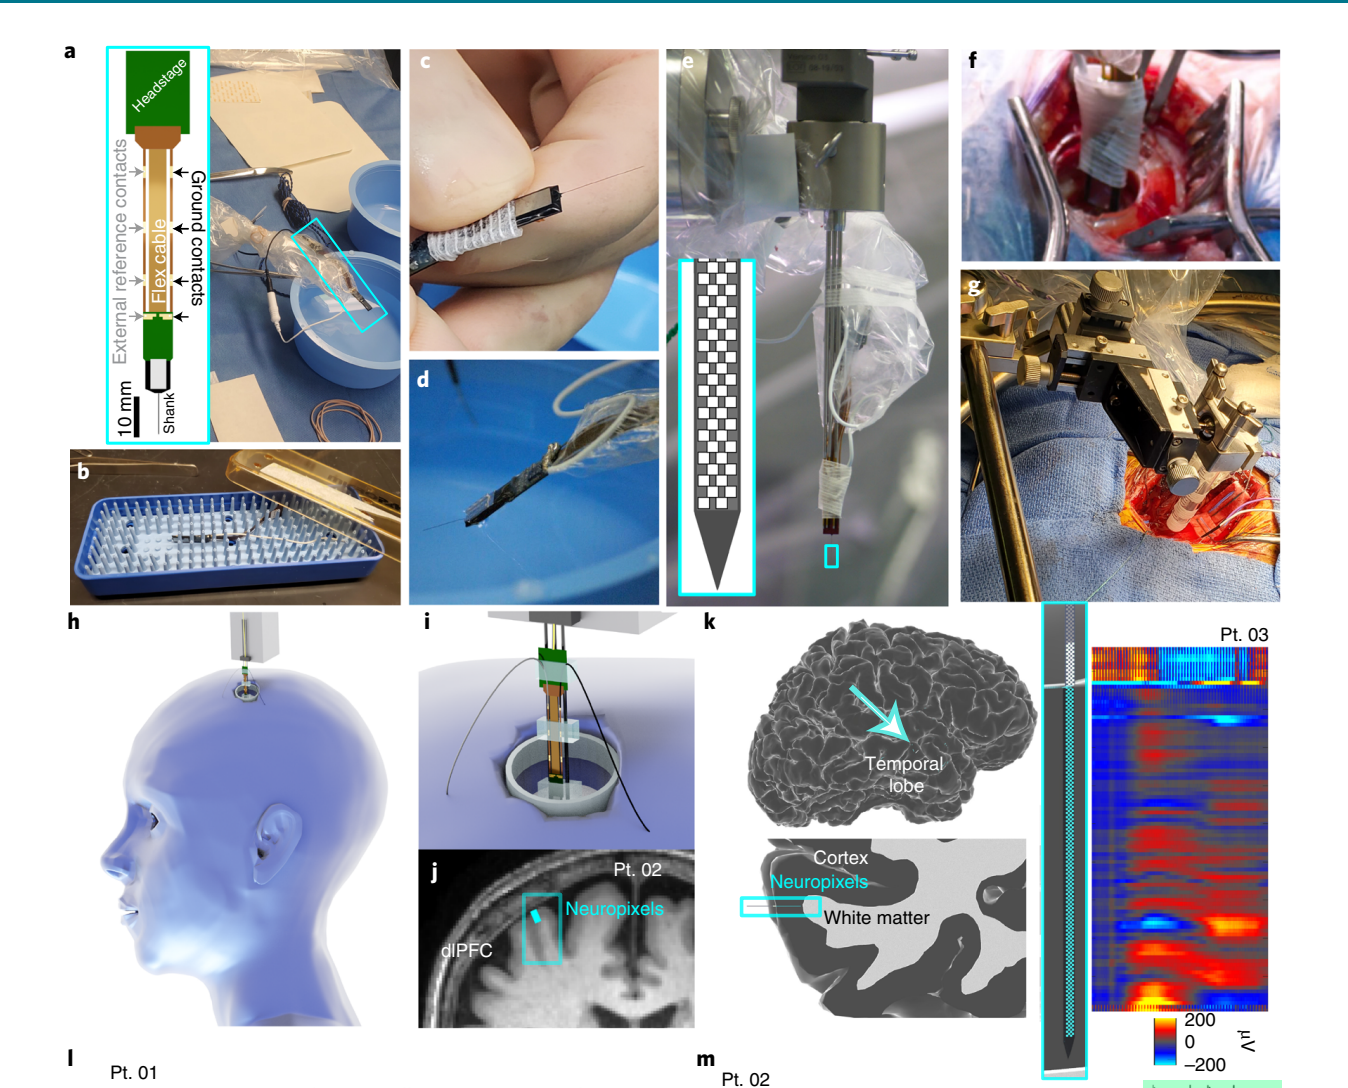 a
Headstage
External reference contacts
Flex cable
Ground contacts
10 mm
Shank
b
c
d
e
f
g
h
i
j
Pt. 02
Neuropixels
dlPFC
k
Temporal
lobe
Cortex
Neuropixels
White matter
Pt. 03
200
0
–200
µV
l
Pt. 01
m
Pt. 02